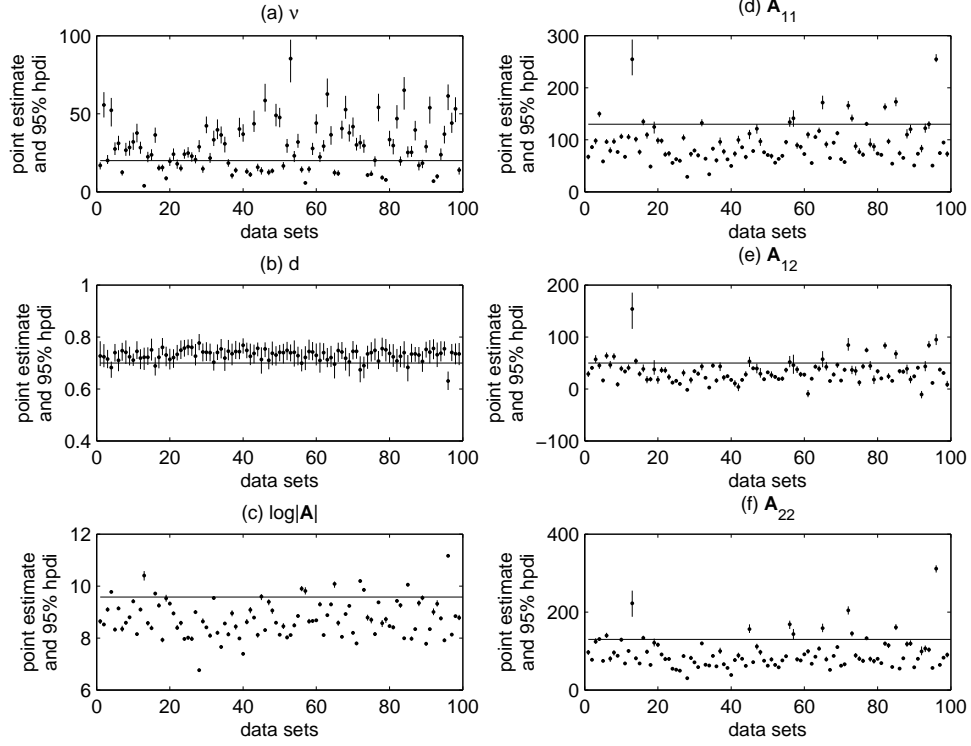 (a) ν
point estimate
and 95% hpdi
100
50
0
0 20 40 60 80 100
data sets
(b) d
point estimate
and 95% hpdi
1
0.8
0.6
0.4
0 20 40 60 80 100
data sets
(c) log|A|
point estimate
and 95% hpdi
12
10
8
6
0 20 40 60 80 100
data sets
(d) A11
point estimate
and 95% hpdi
300
200
100
0
0 20 40 60 80 100
data sets
(e) A12
point estimate
and 95% hpdi
200
100
0
−100
0 20 40 60 80 100
data sets
(f) A22
point estimate
and 95% hpdi
400
200
0
0 20 40 60 80 100
data sets